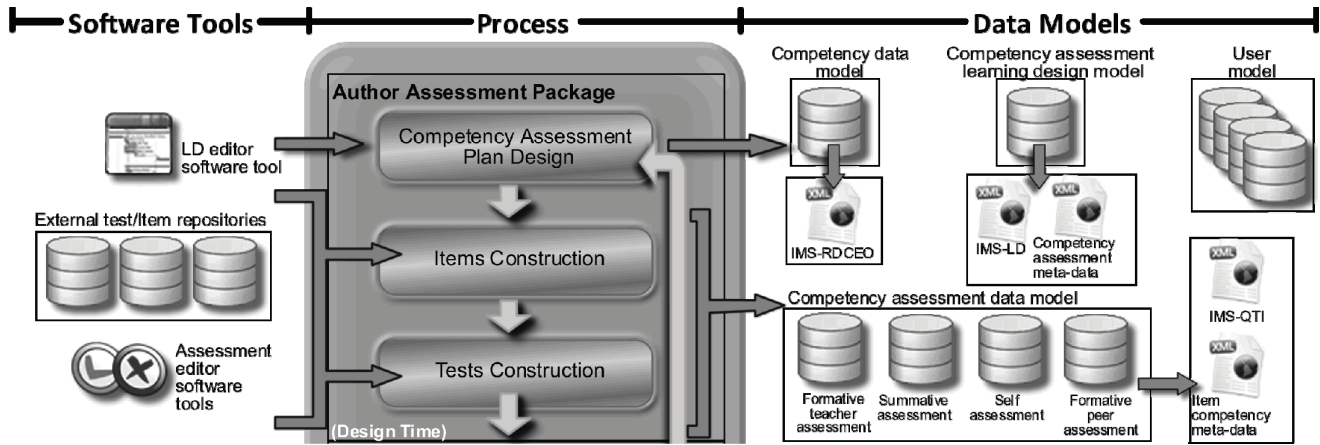 Software Tools
Process
Data Models
Author Assessment Package
LD editor
software tool
External test/Item repositories
Assessment
editor
software
tools
Competency Assessment
Plan Design
Items Construction
Tests Construction
(Design Time)
Competency data
model
XML
IMS-RDCEO
Competency assessment
learning design model
XML
IMS-LD
XML
Competency
assessment
meta-data
User
model
Competency assessment data model
Formative
teacher
assessment
Summative
assessment
Self
assessment
Formative
peer
assessment
XML
IMS-QTI
XML
Item
competency
meta-data